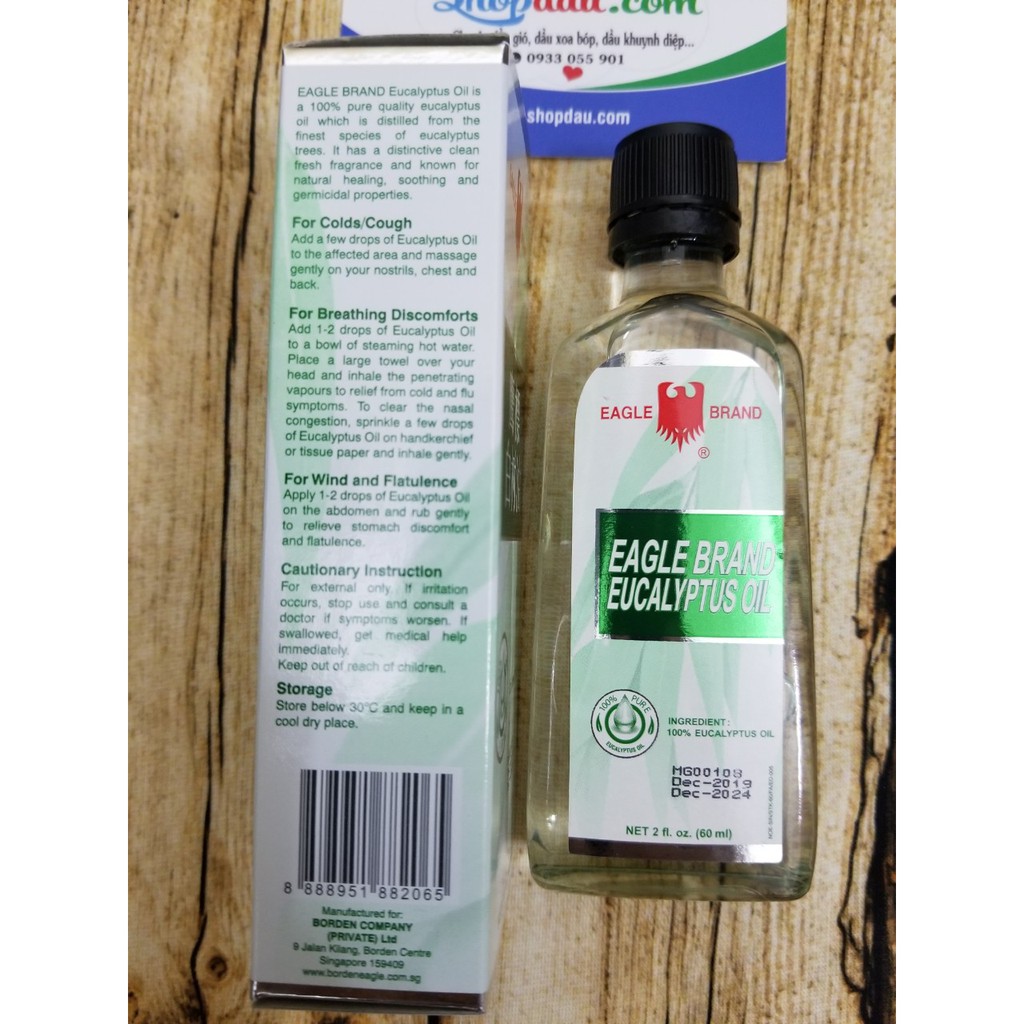 Shopdau.com
gió, dầu xoa bóp, dầu khuynh diệp...
0933 055 901
shopdau.com
EAGLE BRAND Eucalyptus Oil is
a 100% pure quality eucalyptus
oil which is distilled from the
finest species of eucalyptus
trees. It has a distinctive clean
fresh fragrance and known for
natural healing, soothing and
germicidal properties.
For Colds/Cough
Add a few drops of Eucalyptus Oil
to the affected area and massage
gently on your nostrils, chest and
back.
For Breathing Discomforts
Add 1-2 drops of Eucalyptus Oil
to a bowl of steaming hot water.
Place a large towel over your
head and inhale the penetrating
vapours to relief from cold and flu
symptoms. To clear the nasal
congestion, sprinkle a few drops
of Eucalyptus Oil on handkerchief
or tissue paper and inhale gently.
For Wind and Flatulence
Apply 1-2 drops of Eucalyptus Oil
on the abdomen and rub gently
to relieve stomach discomfort
and flatulence.
Cautionary Instruction
For external only. If irritation
occurs, stop use and consult a
doctor if symptoms worsen. If
swallowed, get medical help
immediately.
Keep out of reach of children.
Storage
Store below 30°C and keep in a
cool dry place.
8 888951 882065
Manufactured for:
BORDEN COMPANY
(PRIVATE) Ltd
9 Jalan Kilang, Borden Centre
Singapore 159409
www.bordeneagle.com.sg
EAGLE BRAND
®
EAGLE BRAND
EUCALYPTUS OIL
100% PURE
EUCALYPTUS OIL
INGREDIENT:
100% EUCALYPTUS OIL
MG00108
Dec-2019
Dec-2024
NET 2 fl. oz. (60 ml)